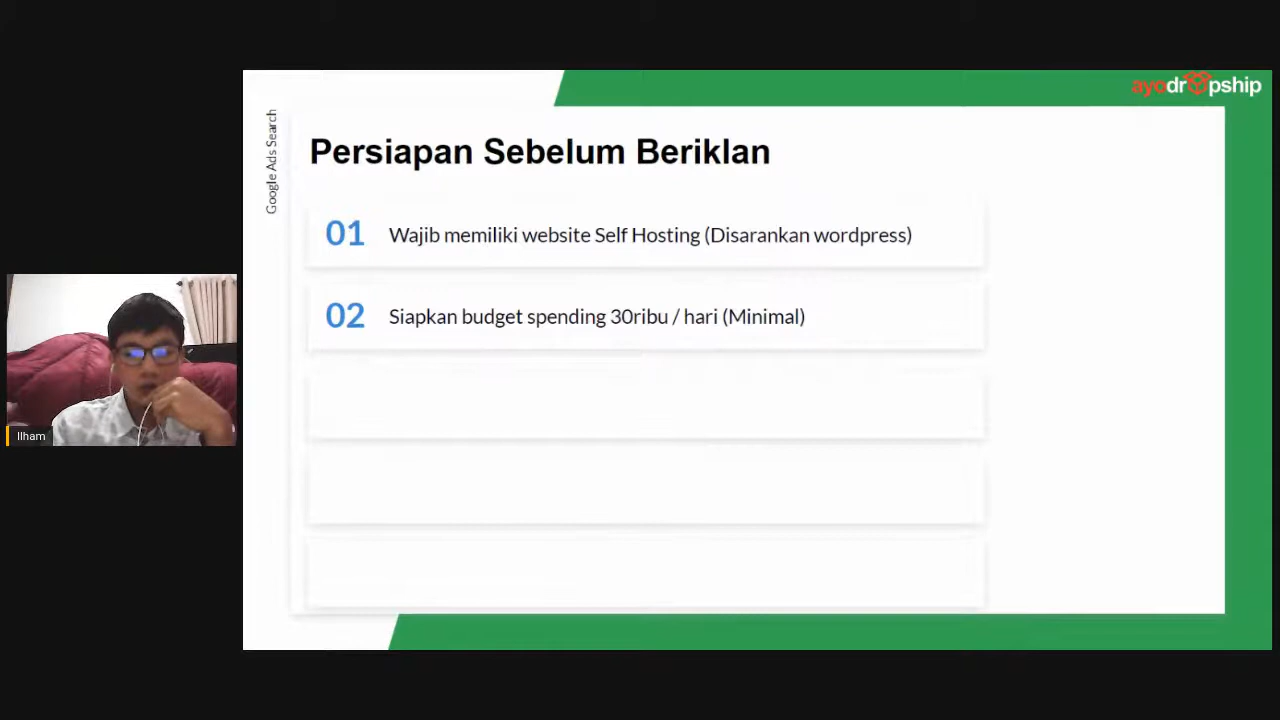 ayodropship
Google Ads Search
Persiapan Sebelum Beriklan
01 Wajib memiliki website Self Hosting (Disarankan wordpress)
02 Siapkan budget spending 30ribu / hari (Minimal)
Ilham